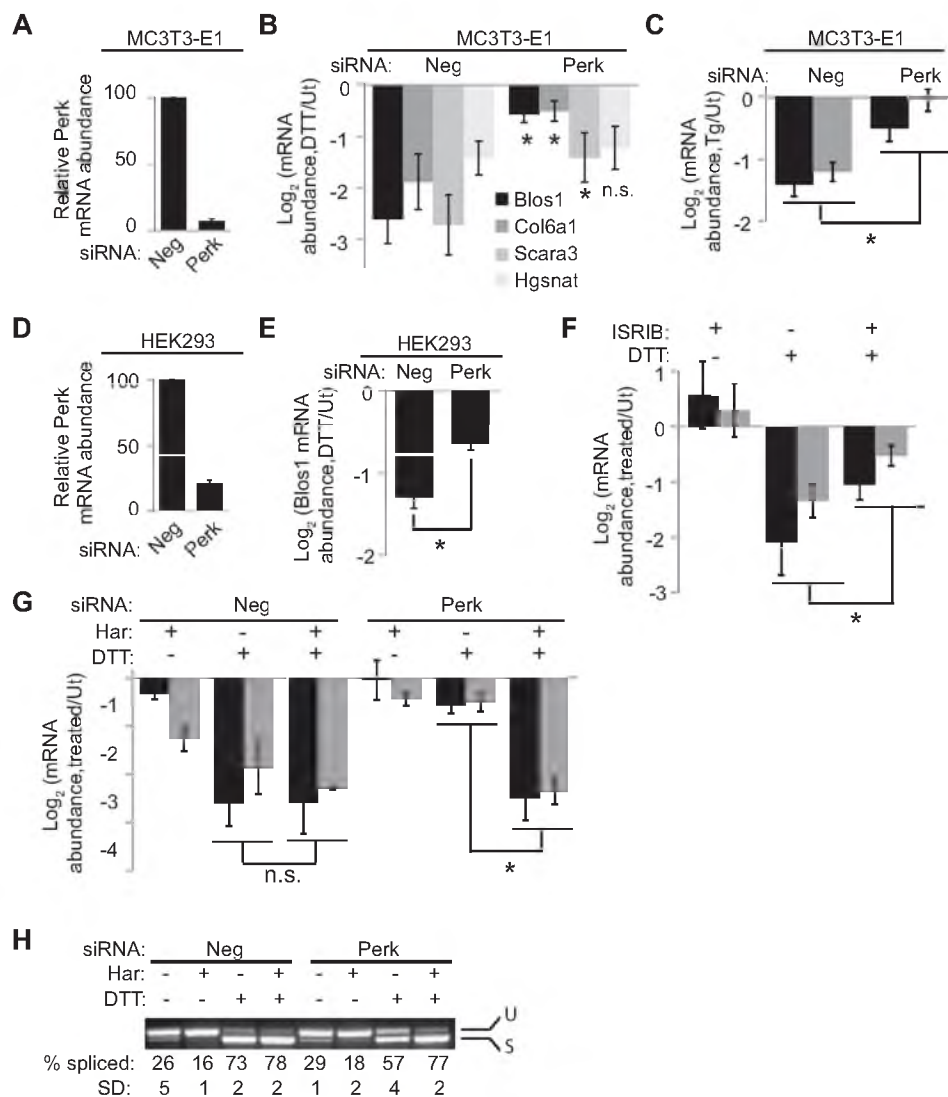 A
MC3T3-E1
Relative Perk
mRNA abundance
100
50
0
siRNA:
Neg
Perk
B
MC3T3-E1
siRNA:
Neg
Perk
Log2 (mRNA
abundance,DTT/Ut)
0
-1
-2
-3
*
*
*
n.s.
Blos1
Col6a1
Scara3
Hgsnat
C
MC3T3-E1
siRNA:
Neg
Perk
Log2 (mRNA
abundance,Tg/Ut)
0
-1
-2
*
D
HEK293
Relative Perk
mRNA abundance
100
50
0
siRNA:
Neg
Perk
E
HEK293
siRNA:
Neg
Perk
Log2 (Blos1 mRNA
abundance,DTT/Ut)
0
-1
-2
*
F
ISRIB: + - +
DTT: - + +
Log2 (mRNA
abundance,treated/Ut)
1
0
-1
-2
-3
*
G
siRNA: Neg Perk
Har: + - + + - +
DTT: - + + - + +
Log2 (mRNA
abundance,treated/Ut)
-1
-2
-3
-4
n.s.
*
H
siRNA: Neg Perk
Har: - + - + - + - +
DTT: - - + + - - + +
U
S
% spliced: 26 16 73 78 29 18 57 77
SD: 5 1 2 2 1 2 4 2